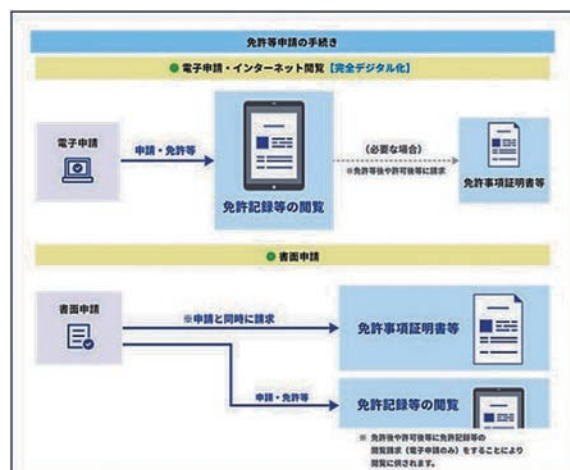 免許等申請の手続き
● 電子申請・インターネット閲覧【完全デジタル化】
電子申請
申請・免許等
免許記録等の閲覧
（必要な場合）
※免許等後や許可後等に請求
免許事項証明書等
● 書面申請
書面申請
※申請と同時に請求
免許事項証明書等
申請・免許等
免許記録等の閲覧
※ 免許後や許可後等に免許記録等の
閲覧請求（電子申請のみ）をすることにより
閲覧に供されます。